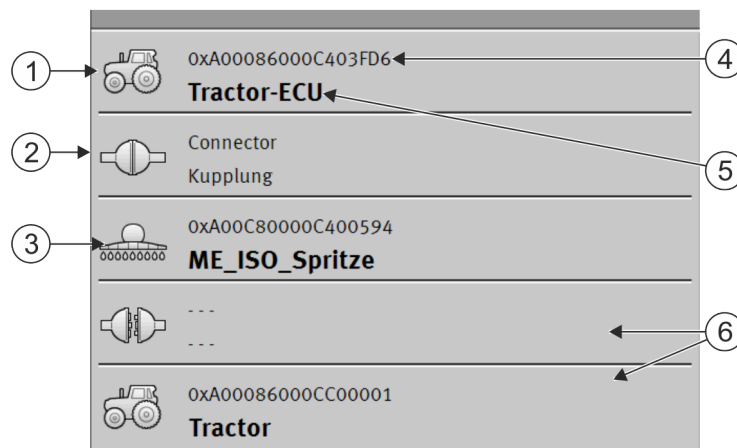 1
0xA00086000C403FD6
4
Tractor-ECU
2
Connector
Kupplung
5
3
0xA00C80000C400594
ME_ISO_Spritze
- - -
- - -
6
0xA00086000CC00001
Tractor